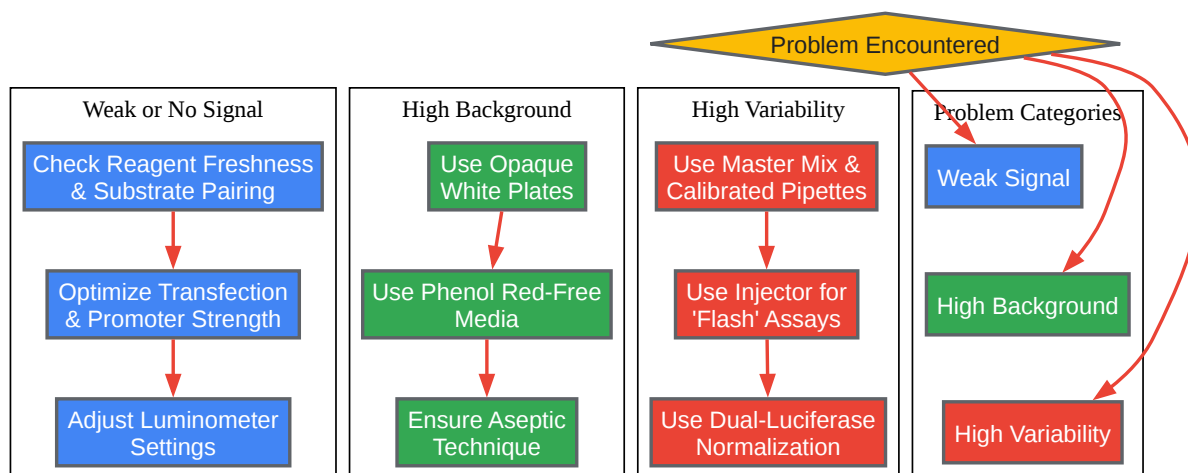 Problem Encountered
Weak or No Signal
Check Reagent Freshness
& Substrate Pairing
Optimize Transfection
& Promoter Strength
Adjust Luminometer
Settings
High Background
Use Opaque
White Plates
Use Phenol Red-Free
Media
Ensure Aseptic
Technique
High Variability
Use Master Mix &
Calibrated Pipettes
Use Injector for
'Flash' Assays
Use Dual-Luciferase
Normalization
Problem Categories
Weak Signal
High Background
High Variability